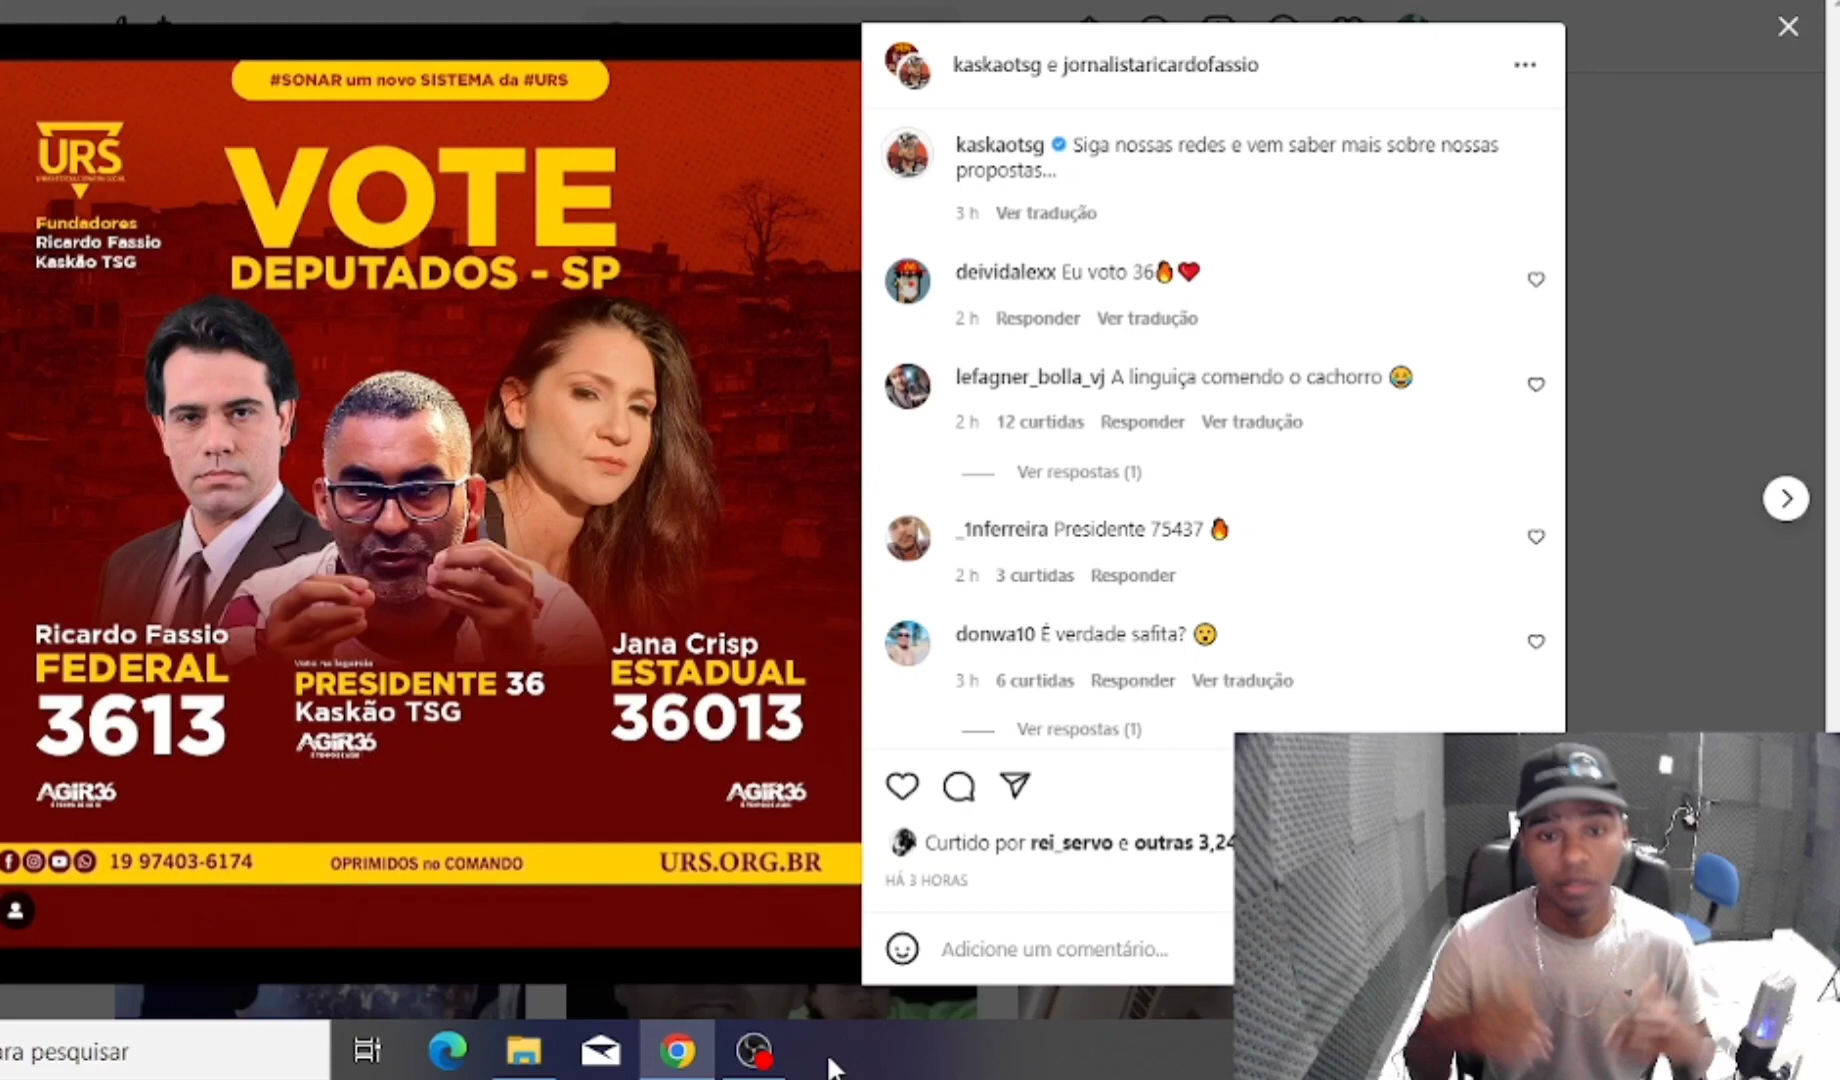 #SONAR um novo SISTEMA da #URS
URS
Fundadores
Ricardo Fassio
Kaskão TSG
VOTE
DEPUTADOS - SP
Ricardo Fassio
FEDERAL
3613
AGIR36
Vote na legenda
PRESIDENTE 36
Kaskão TSG
AGIR36
Jana Crisp
ESTADUAL
36013
AGIR36
19 97403-6174
OPRIMIDOS no COMANDO
URS.ORG.BR
kaskaotsg e jornalistaricardofassio
kaskaotsg Siga nossas redes e vem saber mais sobre nossas
propostas...
3 h Ver tradução
deividalexx Eu voto 36🔥❤️
2 h Responder Ver tradução
lefagner_bolla_vj A linguiça comendo o cachorro 😂
2 h 12 curtidas Responder Ver tradução
Ver respostas (1)
_1nferreira Presidente 75437 🔥
2 h 3 curtidas Responder
donwa10 É verdade safita? 😯
3 h 6 curtidas Responder Ver tradução
Ver respostas (1)
Curtido por rei_servo e outras 3,24
HÁ 3 HORAS
Adicione um comentário...
ara pesquisar